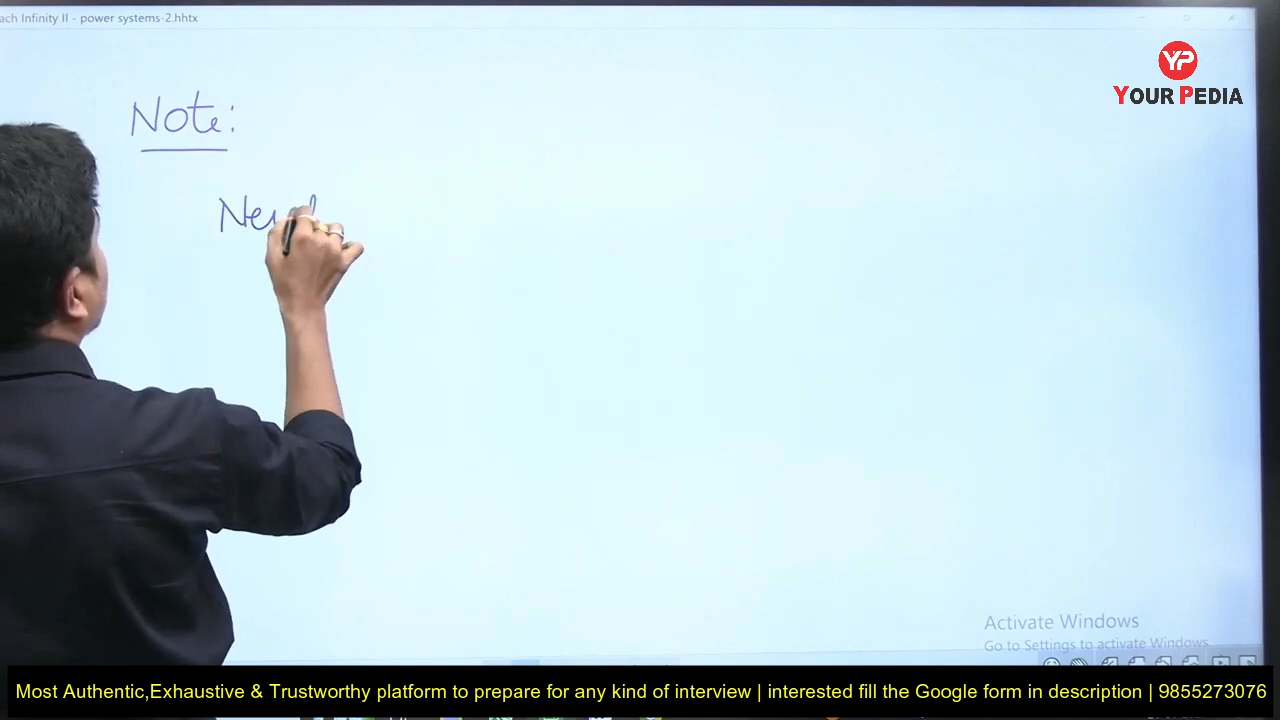 ach Infinity II - power systems-2.hhtx
YP
YOUR PEDIA
Note:
Activate Windows
Go to Settings to activate Windows
Most Authentic,Exhaustive & Trustworthy platform to prepare for any kind of interview | interested fill the Google form in description | 9855273076